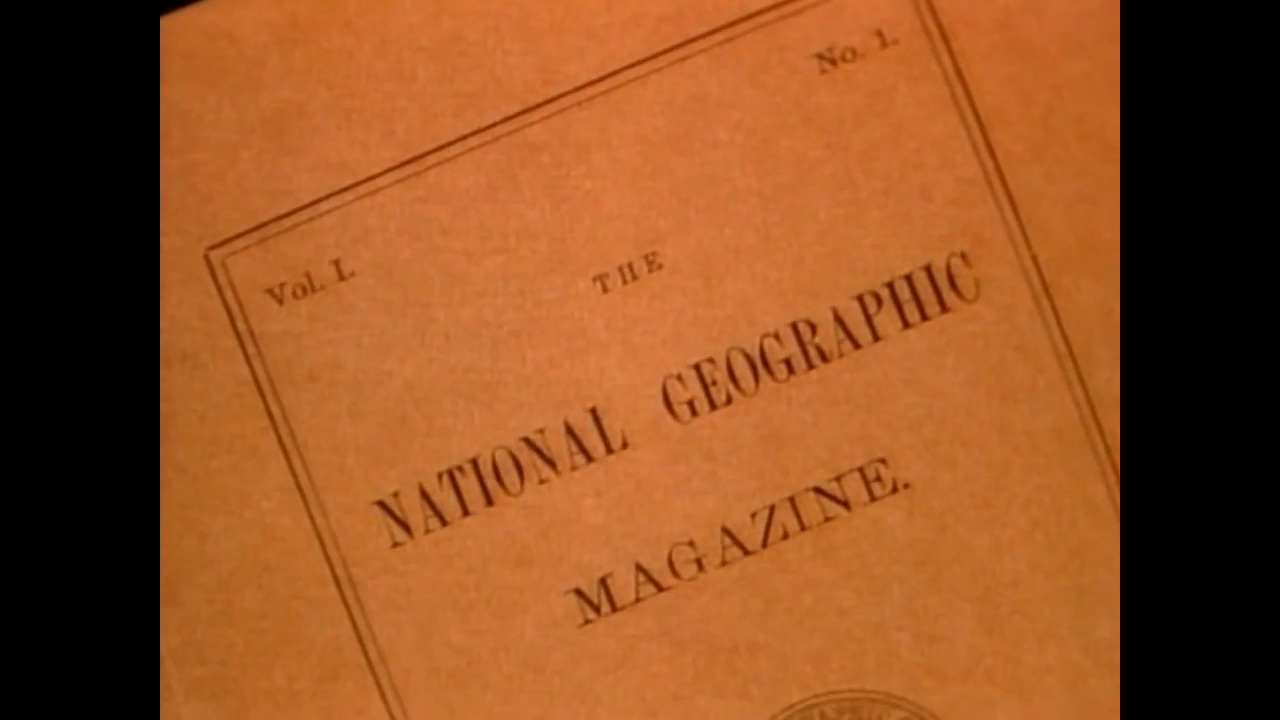 Vol. I. No. 1.
THE
NATIONAL GEOGRAPHIC
MAGAZINE.